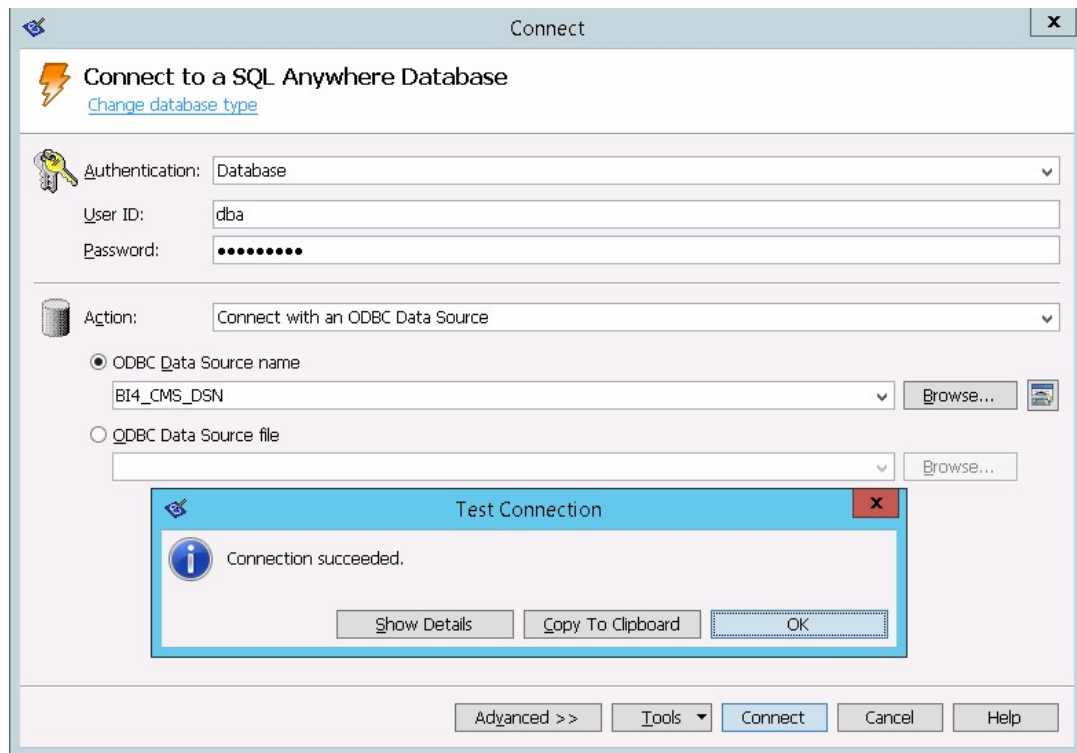 Connect
x
Connect to a SQL Anywhere Database
Change database type
Authentication: Database
User ID: dba
Password: •••••••••
Action: Connect with an ODBC Data Source
ODBC Data Source name
BI4_CMS_DSN Browse...
ODBC Data Source file
Browse...
Test Connection
x
Connection succeeded.
Show Details Copy To Clipboard OK
Advanced >> Tools Connect Cancel Help